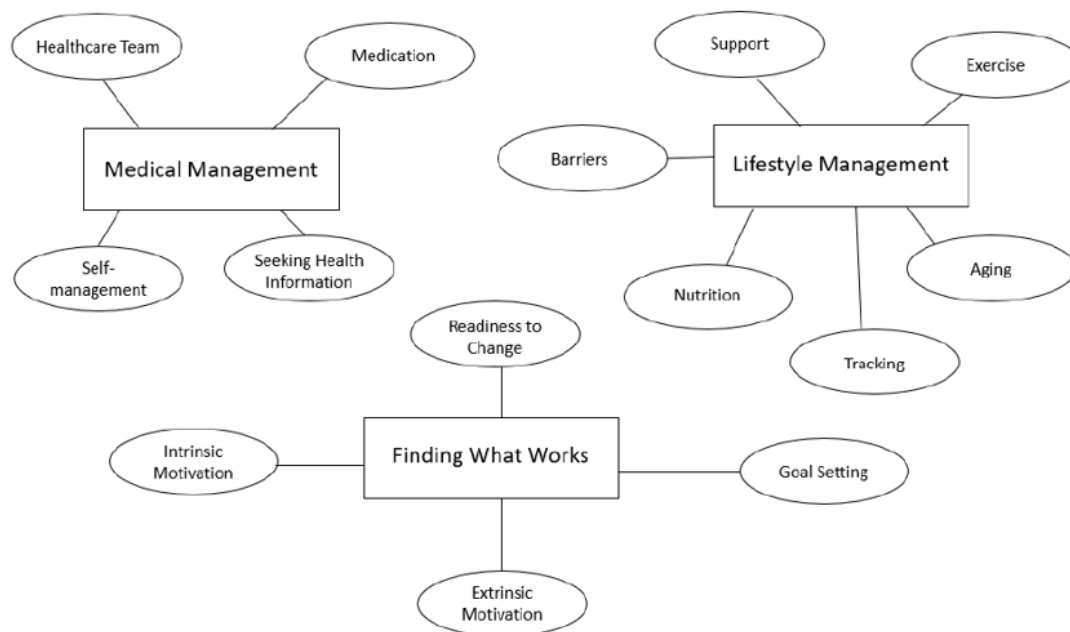 Healthcare Team
Medication
Medical Management
Self-
management
Seeking Health
Information
Support
Exercise
Barriers
Lifestyle Management
Nutrition
Aging
Tracking
Readiness to
Change
Intrinsic
Motivation
Finding What Works
Goal Setting
Extrinsic
Motivation